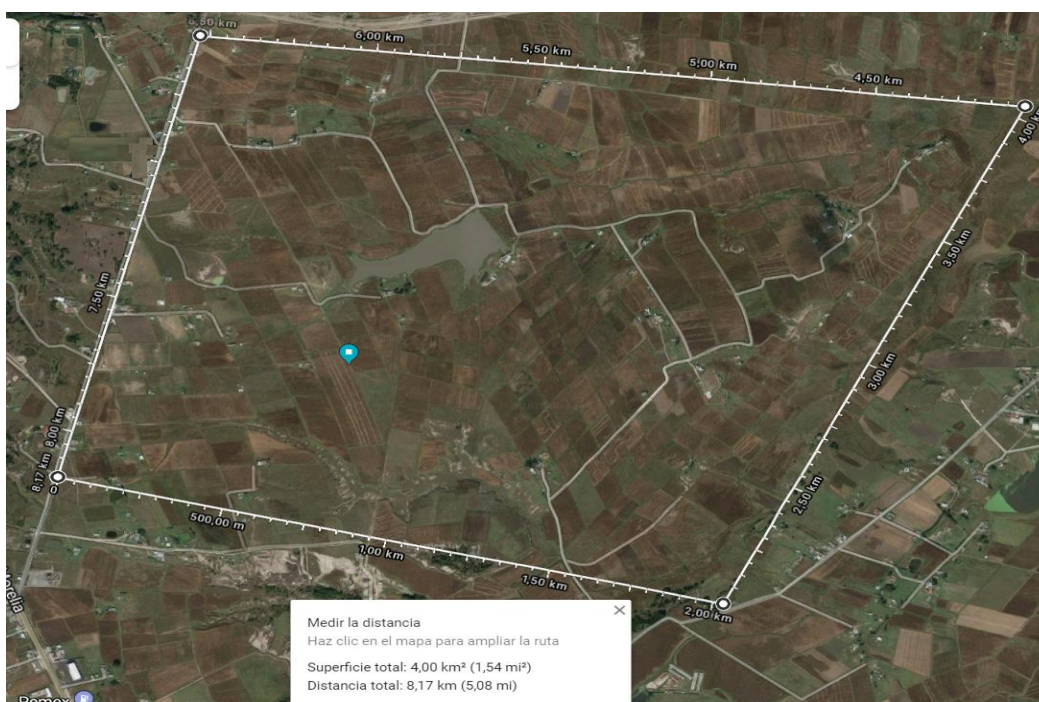 6,50 km
6,00 km
5,50 km
5,00 km
4,50 km
4,00 km
3,50 km
3,00 km
2,50 km
2,00 km
1,50 km
1,00 km
500,00 m
0
8,17 km
8,00 km
7,50 km
Medir la distancia
Haz clic en el mapa para ampliar la ruta
Superficie total: 4,00 km² (1,54 mi²)
Distancia total: 8,17 km (5,08 mi)